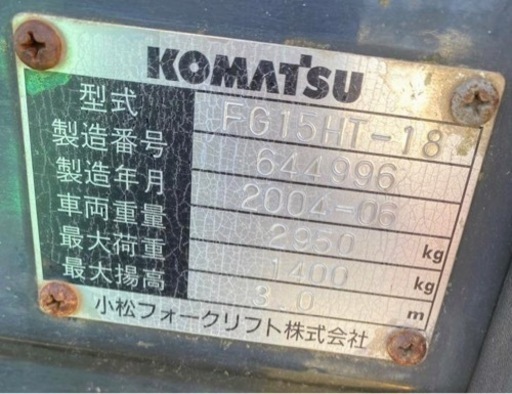 KOMATSU
型式 FG15HT-18
製造番号 644996
製造年月 2004-06
車両重量 2950 kg
最大荷重 1400 kg
最大揚高 3.0 m
小松フォークリフト株式会社